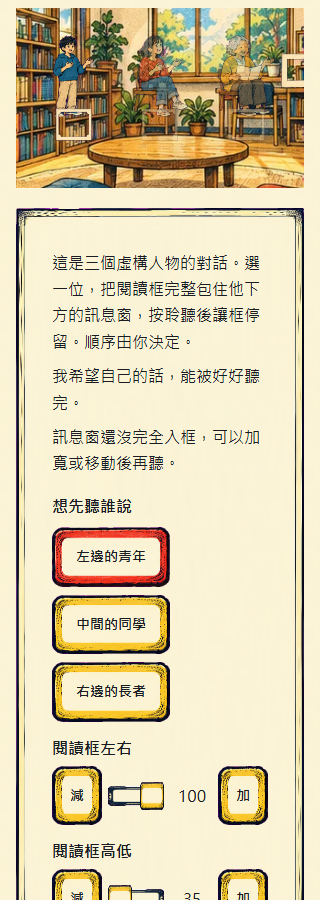 這是三個虛構人物的對話。選
一位，把閱讀框完整包住他下
方的訊息窗，按聆聽後讓框停
留。順序由你決定。
我希望自己的話，能被好好聽
完。
訊息窗還沒完全入框，可以加
寬或移動後再聽。
想先聽誰說
左邊的青年
中間的同學
右邊的長者
閱讀框左右
減 100 加
閱讀框高低
減 35 加